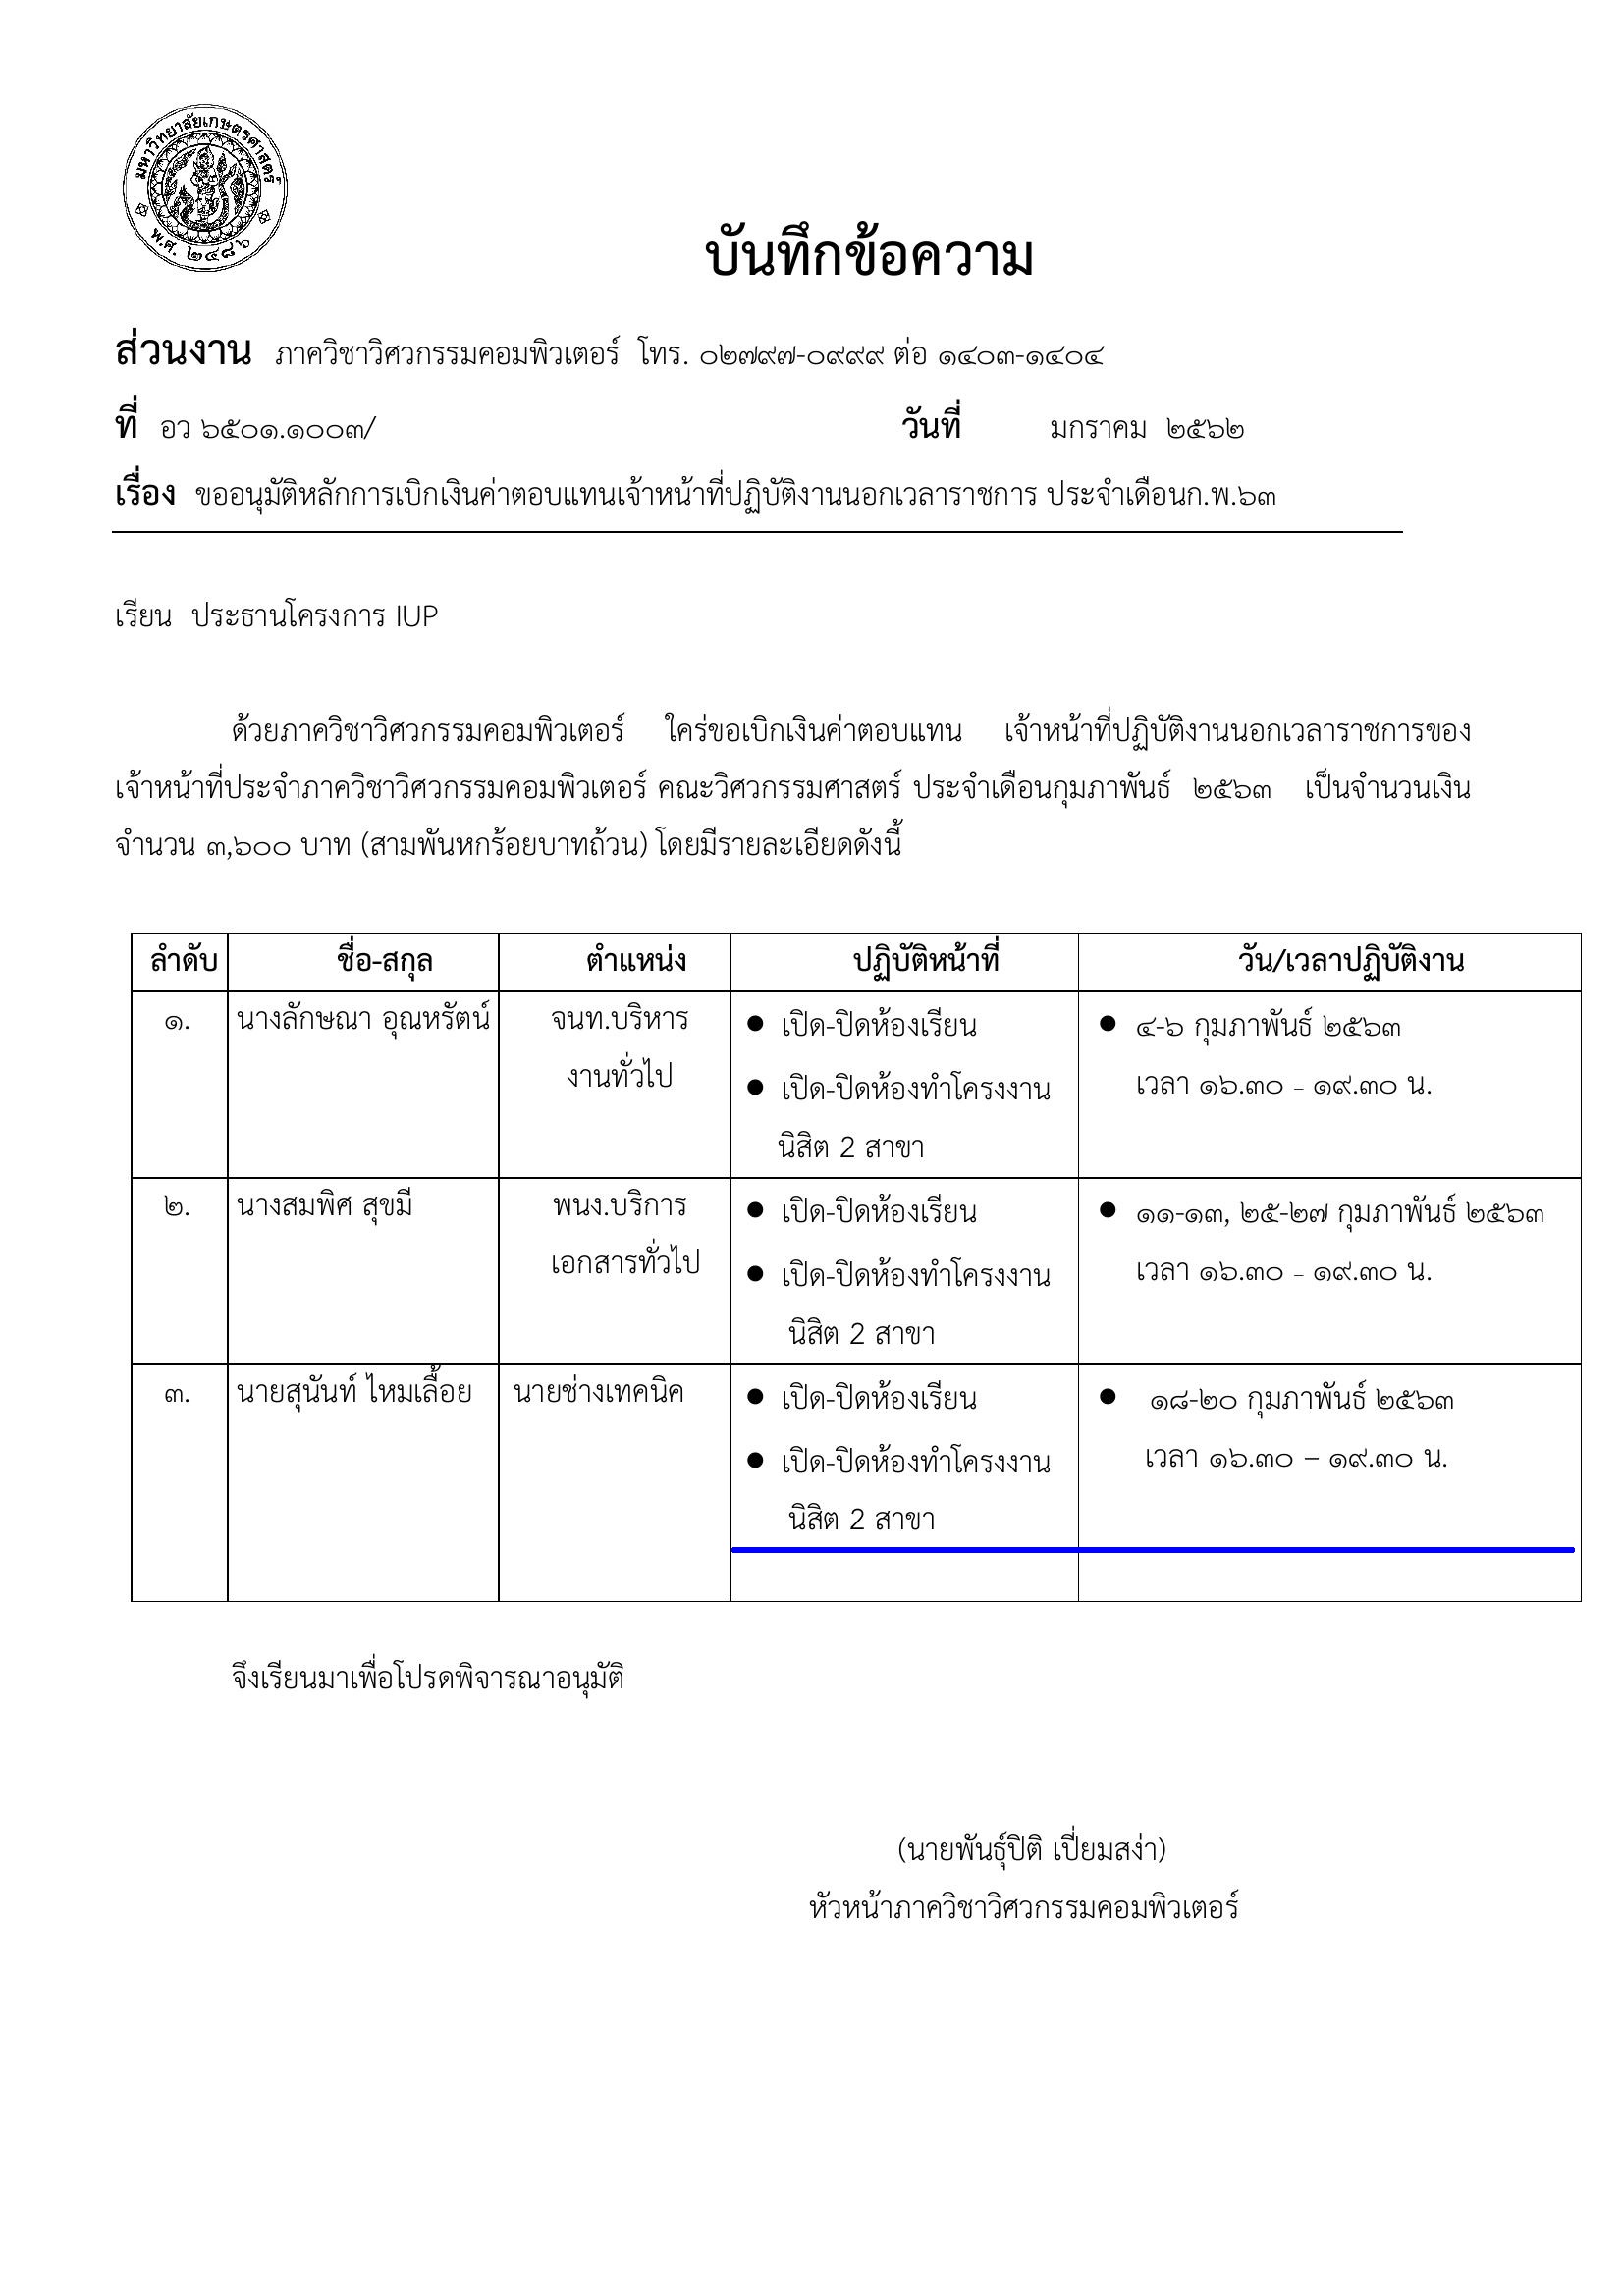 มหาวิทยาลัยเกษตรศาสตร์
พ.ศ. ๒๔๘๖
บันทึกข้อความ
ส่วนงาน ภาควิชาวิศวกรรมคอมพิวเตอร์ โทร. ๐๒๗๙๗-๐๙๙๙ ต่อ ๑๔๐๓-๑๔๐๔
ที่ อว ๖๕๐๑.๑๐๐๓/ วันที่ มกราคม ๒๕๖๒
เรื่อง ขออนุมัติหลักการเบิกเงินค่าตอบแทนเจ้าหน้าที่ปฏิบัติงานนอกเวลาราชการ ประจำเดือนก.พ.๖๓
เรียน ประธานโครงการ IUP
ด้วยภาควิชาวิศวกรรมคอมพิวเตอร์ ใคร่ขอเบิกเงินค่าตอบแทน เจ้าหน้าที่ปฏิบัติงานนอกเวลาราชการของ
เจ้าหน้าที่ประจำภาควิชาวิศวกรรมคอมพิวเตอร์ คณะวิศวกรรมศาสตร์ ประจำเดือนกุมภาพันธ์ ๒๕๖๓ เป็นจำนวนเงิน
จำนวน ๓,๖๐๐ บาท (สามพันหกร้อยบาทถ้วน) โดยมีรายละเอียดดังนี้
ลำดับ ชื่อ-สกุล ตำแหน่ง ปฏิบัติหน้าที่ วัน/เวลาปฏิบัติงาน
๑. นางลักษณา อุณหรัตน์ จนท.บริหาร ● เปิด-ปิดห้องเรียน ● ๔-๖ กุมภาพันธ์ ๒๕๖๓
งานทั่วไป ● เปิด-ปิดห้องทำโครงงาน เวลา ๑๖.๓๐ - ๑๙.๓๐ น.
นิสิต 2 สาขา
๒. นางสมพิศ สุขมี พนง.บริการ ● เปิด-ปิดห้องเรียน ● ๑๑-๑๓, ๒๕-๒๗ กุมภาพันธ์ ๒๕๖๓
เอกสารทั่วไป ● เปิด-ปิดห้องทำโครงงาน เวลา ๑๖.๓๐ - ๑๙.๓๐ น.
นิสิต 2 สาขา
๓. นายสุนันท์ ไหมเลื้อย นายช่างเทคนิค ● เปิด-ปิดห้องเรียน ● ๑๘-๒๐ กุมภาพันธ์ ๒๕๖๓
● เปิด-ปิดห้องทำโครงงาน เวลา ๑๖.๓๐ – ๑๙.๓๐ น.
นิสิต 2 สาขา
จึงเรียนมาเพื่อโปรดพิจารณาอนุมัติ
(นายพันธุ์ปิติ เปี่ยมสง่า)
หัวหน้าภาควิชาวิศวกรรมคอมพิวเตอร์